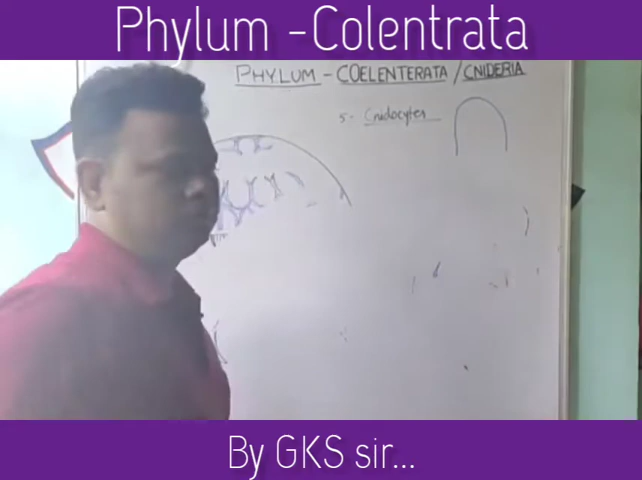 Phylum -Colentrata
PHYLUM - COELENTERATA / CNIDERIA
5 - Cnidocytes
By GKS sir...